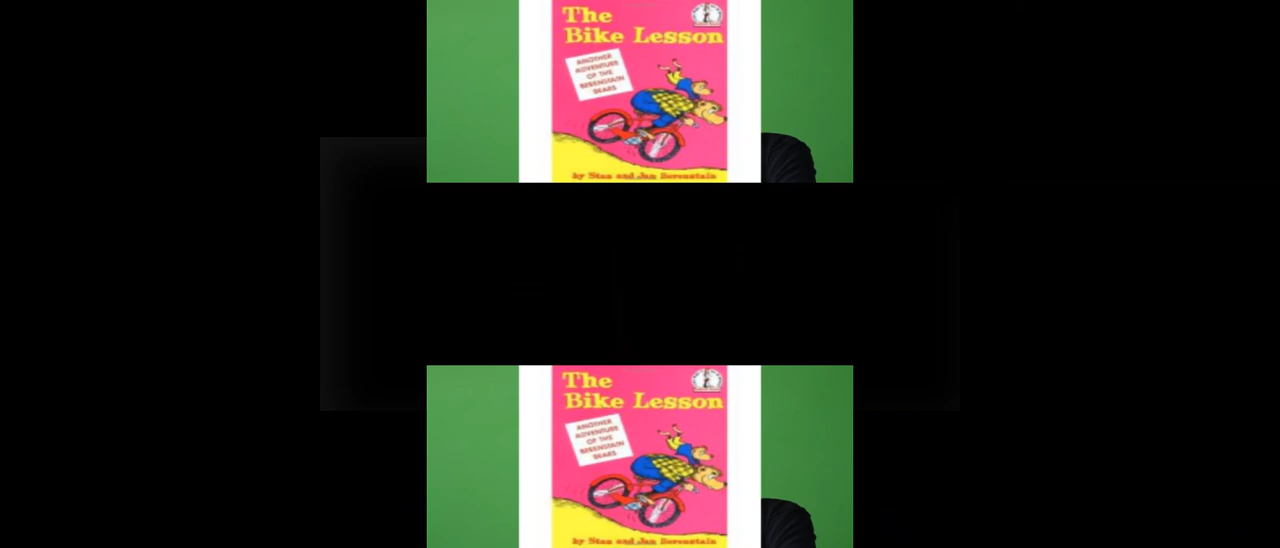 The
Bike Lesson
ANOTHER
ADVENTURE
OF THE
BERENSTAIN
BEARS
by Stan and Jan Berenstain
The
Bike Lesson
ANOTHER
ADVENTURE
OF THE
BERENSTAIN
BEARS
by Stan and Jan Berenstain